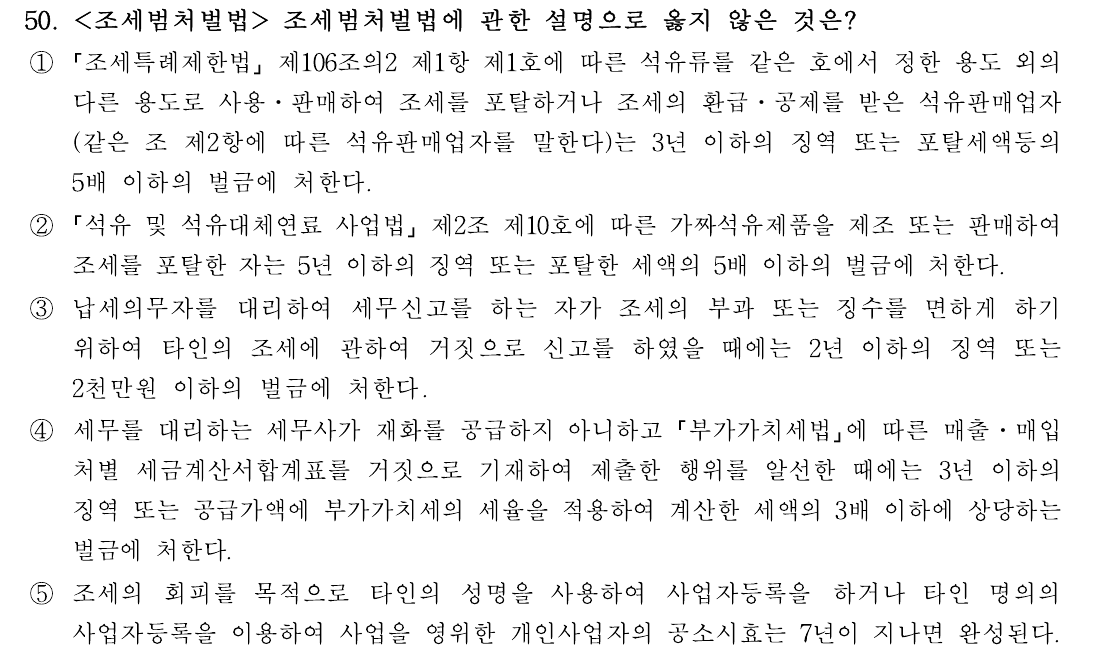 50. <조세범처벌법> 조세범처벌법에 관한 설명으로 옳지 않은 것은?
① 「조세특례제한법」 제106조의2 제1항 제1호에 따른 석유류를 같은 호에서 정한 용도 외의
다른 용도로 사용·판매하여 조세를 포탈하거나 조세의 환급·공제를 받은 석유판매업자
(같은 조 제2항에 따른 석유판매업자를 말한다)는 3년 이하의 징역 또는 포탈세액등의
5배 이하의 벌금에 처한다.
② 「석유 및 석유대체연료 사업법」 제2조 제10호에 따른 가짜석유제품을 제조 또는 판매하여
조세를 포탈한 자는 5년 이하의 징역 또는 포탈한 세액의 5배 이하의 벌금에 처한다.
③ 납세의무자를 대리하여 세무신고를 하는 자가 조세의 부과 또는 징수를 면하게 하기
위하여 타인의 조세에 관하여 거짓으로 신고를 하였을 때에는 2년 이하의 징역 또는
2천만원 이하의 벌금에 처한다.
④ 세무를 대리하는 세무사가 재화를 공급하지 아니하고 「부가가치세법」에 따른 매출·매입
처별 세금계산서합계표를 거짓으로 기재하여 제출한 행위를 알선한 때에는 3년 이하의
징역 또는 공급가액에 부가가치세의 세율을 적용하여 계산한 세액의 3배 이하에 상당하는
벌금에 처한다.
⑤ 조세의 회피를 목적으로 타인의 성명을 사용하여 사업자등록을 하거나 타인 명의의
사업자등록을 이용하여 사업을 영위한 개인사업자의 공소시효는 7년이 지나면 완성된다.